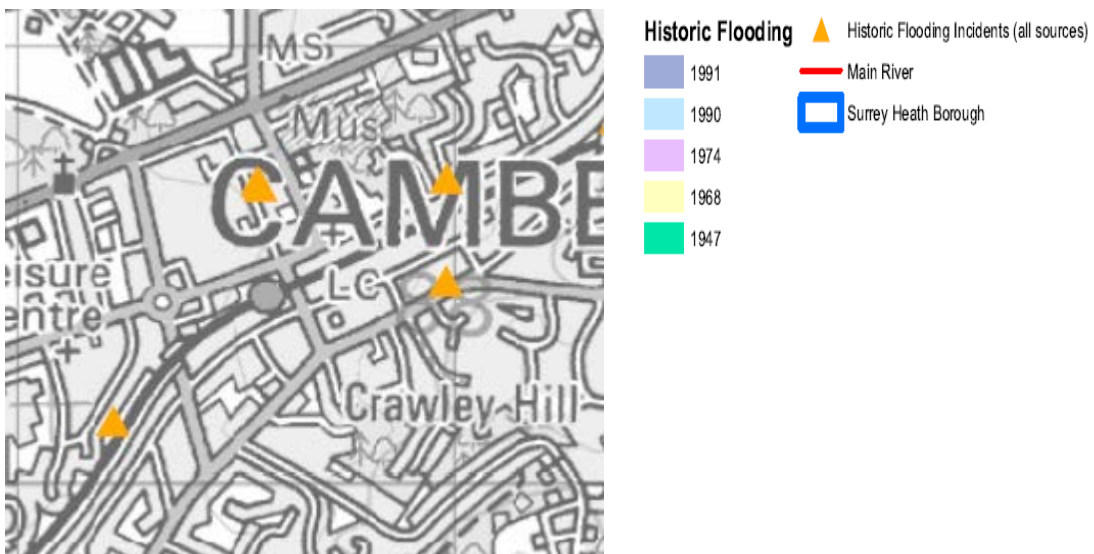 MS
Mus
CAMBE
eisure
entre
LC
Crawley Hill
Historic Flooding
1991
1990
1974
1968
1947
Historic Flooding Incidents (all sources)
Main River
Surrey Heath Borough